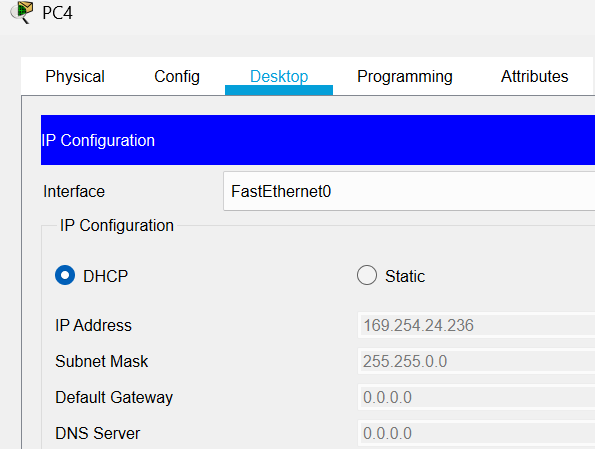 PC4
Physical Config Desktop Programming Attributes
IP Configuration
Interface FastEthernet0
IP Configuration
DHCP Static
IP Address 169.254.24.236
Subnet Mask 255.255.0.0
Default Gateway 0.0.0.0
DNS Server 0.0.0.0